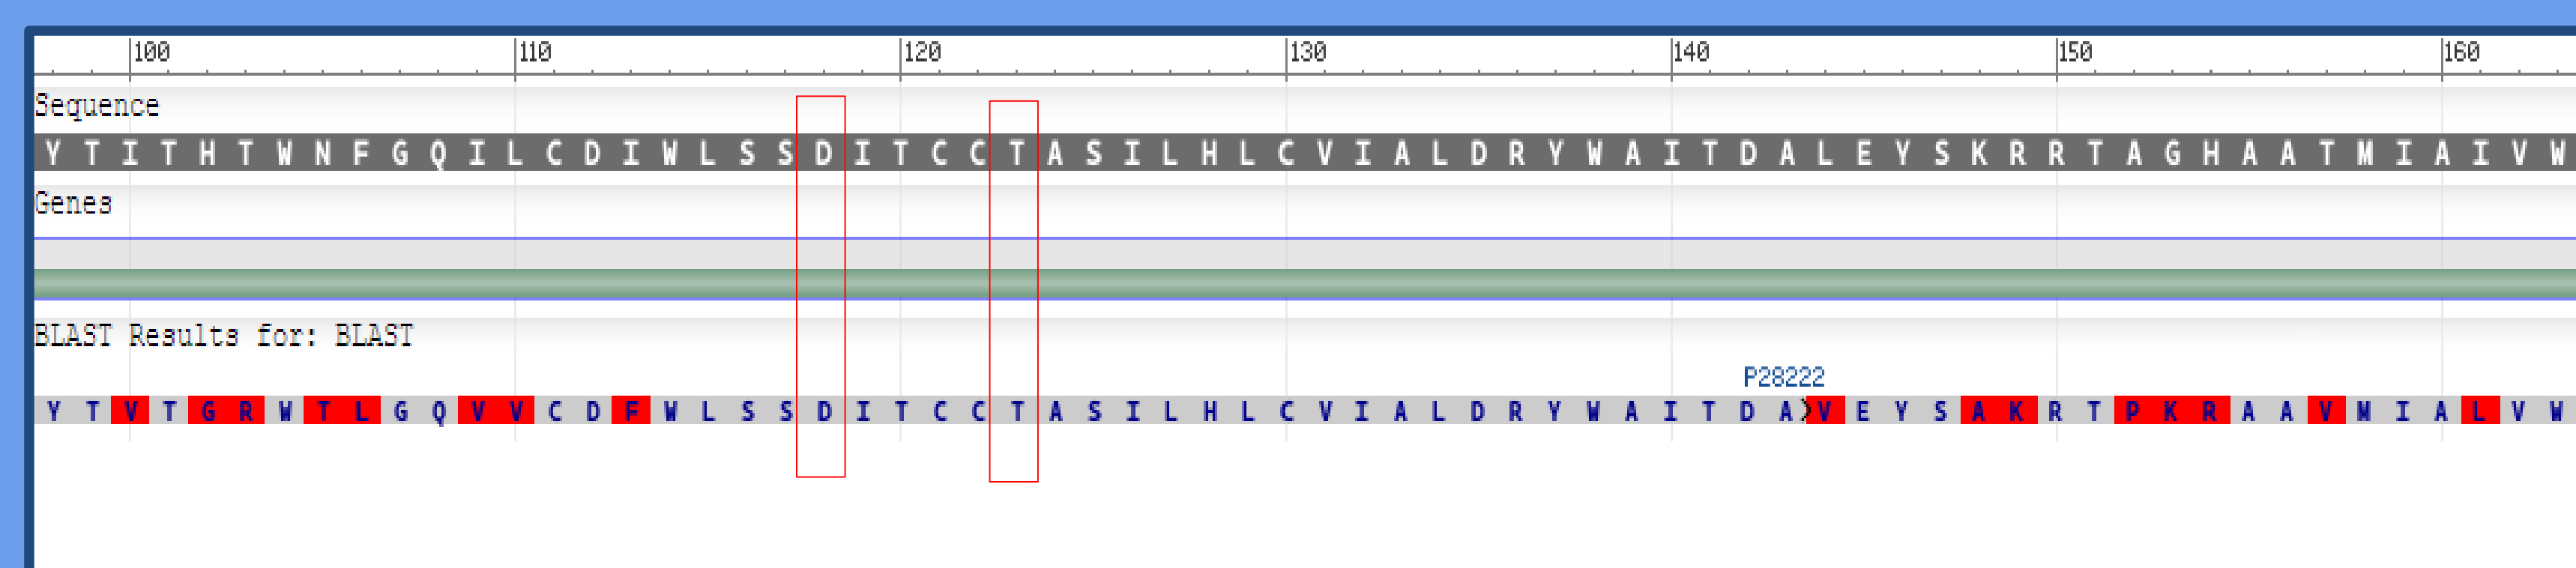 100 110 120 130 140 150 160
Sequence
Y T I T H T W N F G Q I L C D I W L S S D I T C C T A S I L H L C V I A L D R Y W A I T D A L E Y S K R R T A G H A A T M I A I V W
Genes
BLAST Results for: BLAST
P28222
Y T V T G R W T L G Q V V C D F W L S S D I T C C T A S I L H L C V I A L D R Y W A I T D A V E Y S A K R T P K R A A V M I A L V W